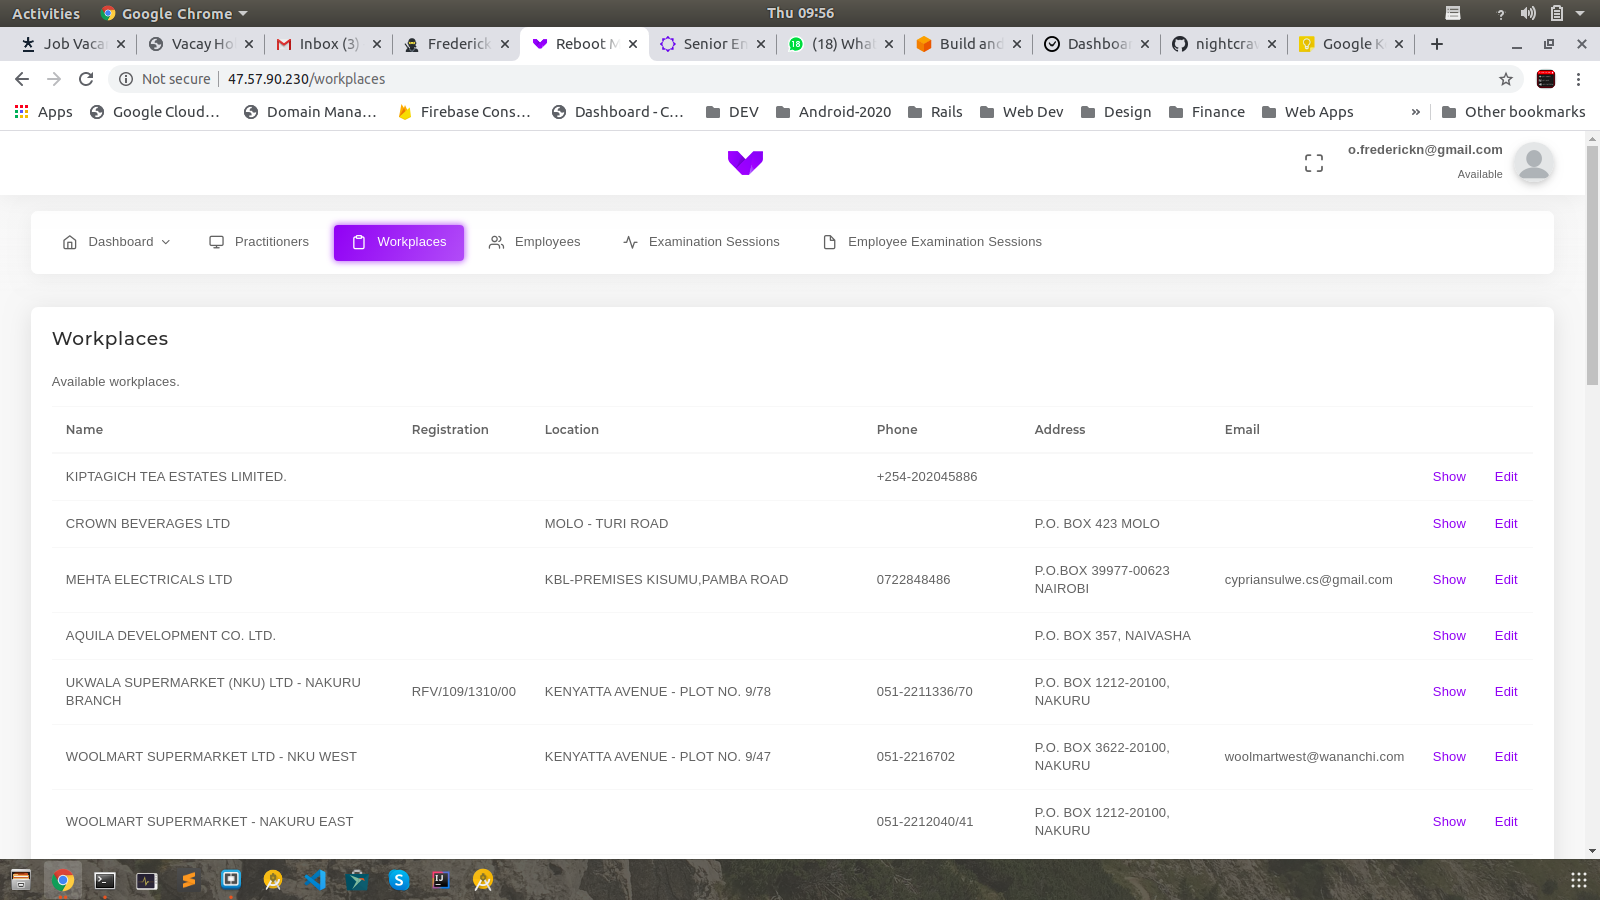 Activities Google Chrome Thu 09:56
Job Vaca Vacay Ho Inbox (3) Frederick Reboot M Senior En (18) What Build and Dashboar nightcra Google K
Not secure 47.57.90.230/workplaces
Apps Google Cloud… Domain Mana… Firebase Cons… Dashboard - C… DEV Android-2020 Rails Web Dev Design Finance Web Apps » Other bookmarks
o.fredericknn@gmail.com
Available
Dashboard Practitioners Workplaces Employees Examination Sessions Employee Examination Sessions
Workplaces
Available workplaces.
Name Registration Location Phone Address Email
KIPTAGICH TEA ESTATES LIMITED. +254-202045886 Show Edit
CROWN BEVERAGES LTD MOLO - TURI ROAD P.O. BOX 423 MOLO Show Edit
MEHTA ELECTRICALS LTD KBL-PREMISES KISUMU,PAMBA ROAD 0722848486 P.O.BOX 39977-00623 NAIROBI cypriansulwe.cs@gmail.com Show Edit
AQUILA DEVELOPMENT CO. LTD. P.O. BOX 357, NAIVASHA Show Edit
UKWALA SUPERMARKET (NKU) LTD - NAKURU BRANCH RFV/109/1310/00 KENYATTA AVENUE - PLOT NO. 9/78 051-2211336/70 P.O. BOX 1212-20100, NAKURU Show Edit
WOOLMART SUPERMARKET LTD - NKU WEST KENYATTA AVENUE - PLOT NO. 9/47 051-2216702 P.O. BOX 3622-20100, NAKURU woolmartwest@wananchi.com Show Edit
WOOLMART SUPERMARKET - NAKURU EAST 051-2212040/41 P.O. BOX 1212-20100, NAKURU Show Edit